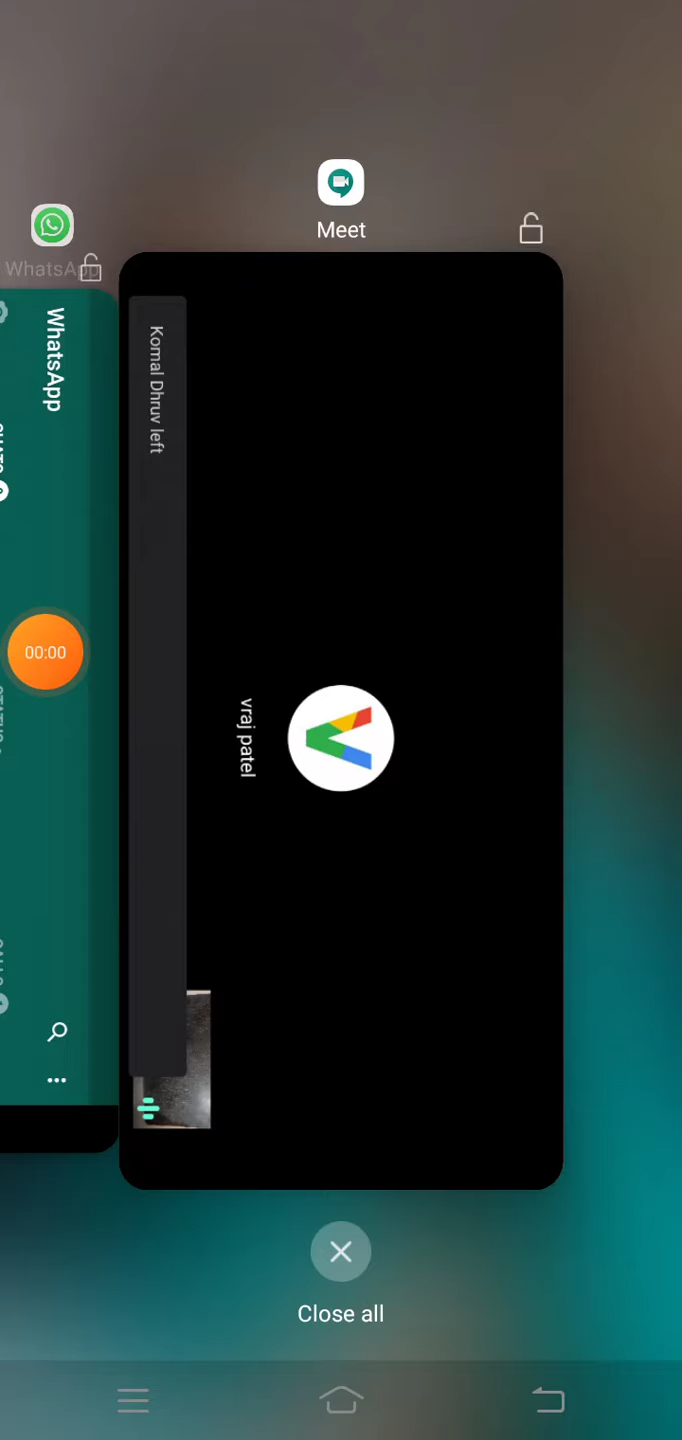 Meet
WhatsApp
WhatsApp
Komal Dhruv left
00:00
vraj patel
Close all